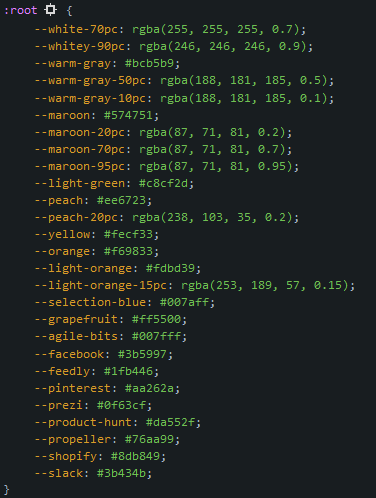 :root {
--white-70pc: rgba(255, 255, 255, 0.7);
--whitey-90pc: rgba(246, 246, 246, 0.9);
--warm-gray: #bcb5b9;
--warm-gray-50pc: rgba(188, 181, 185, 0.5);
--warm-gray-10pc: rgba(188, 181, 185, 0.1);
--maroon: #574751;
--maroon-20pc: rgba(87, 71, 81, 0.2);
--maroon-70pc: rgba(87, 71, 81, 0.7);
--maroon-95pc: rgba(87, 71, 81, 0.95);
--light-green: #c8cf2d;
--peach: #ee6723;
--peach-20pc: rgba(238, 103, 35, 0.2);
--yellow: #fecf33;
--orange: #f69833;
--light-orange: #fdbd39;
--light-orange-15pc: rgba(253, 189, 57, 0.15);
--selection-blue: #007aff;
--grapefruit: #ff5500;
--agile-bits: #007fff;
--facebook: #3b5997;
--feedly: #1fb446;
--pinterest: #aa262a;
--prezi: #0f63cf;
--product-hunt: #da552f;
--propeller: #76aa99;
--shopify: #8db849;
--slack: #3b434b;
}